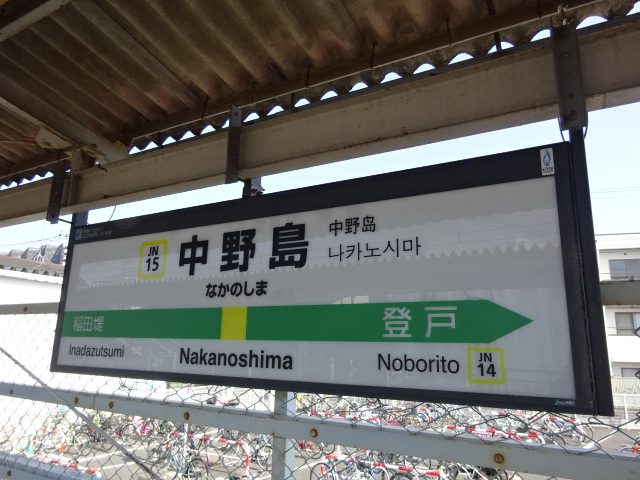 JN
15
中野島
中野岛
나카노시마
なかのしま
稲田堤
登戸
Inadazutsumi
Nakanoshima
Noborito
JN
14